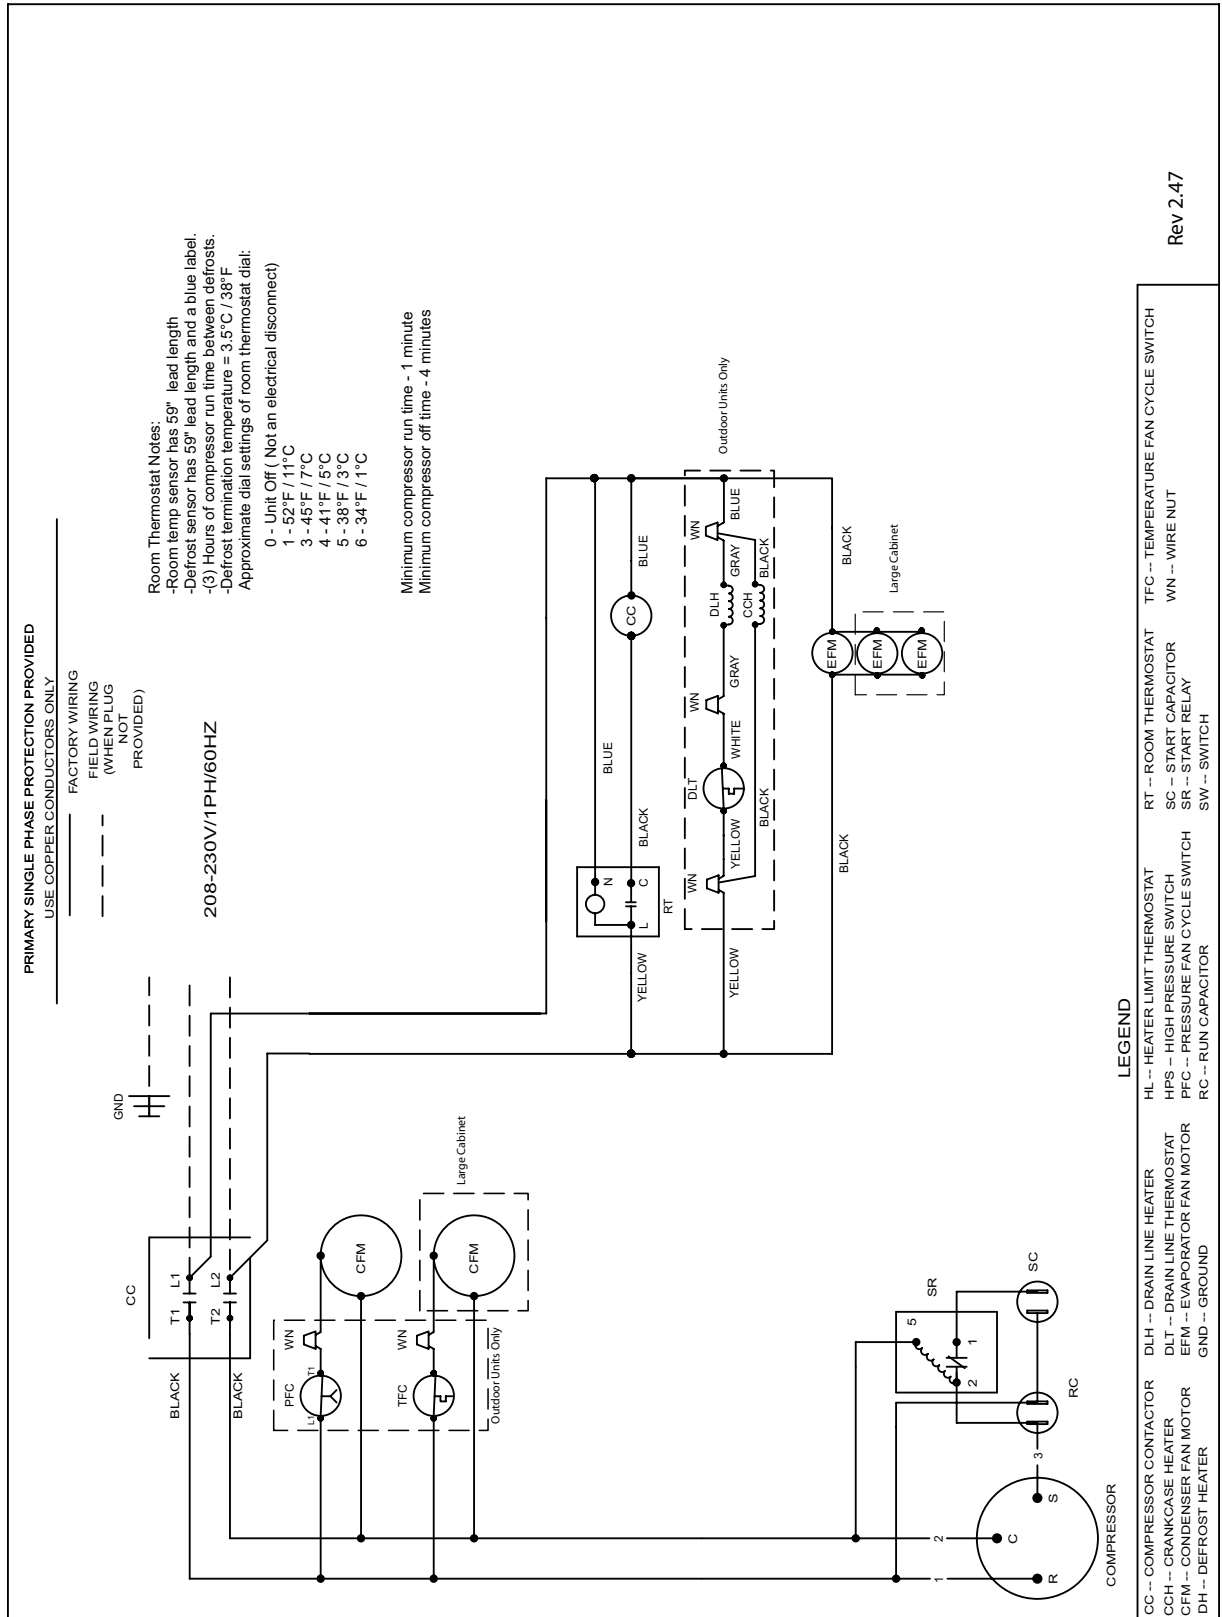 PRIMARY SINGLE PHASE PROTECTION PROVIDED
USE COPPER CONDUCTORS ONLY
FACTORY WIRING
FIELD WIRING
(WHEN PLUG
NOT
PROVIDED)
208-230V/1PH/60HZ
Room Thermostat Notes:
-Room temp sensor has 59" lead length
-Defrost sensor has 59" lead length and a blue label.
-(3) Hours of compressor run time between defrosts.
-Defrost termination temperature = 3.5°C / 38°F
Approximate dial settings of room thermostat dial:
0 - Unit Off ( Not an electrical disconnect)
1 - 52°F / 11°C
3 - 45°F / 7°C
4 - 41°F / 5°C
5 - 38°F / 3°C
6 - 34°F / 1°C
Minimum compressor run time - 1 minute
Minimum compressor off time - 4 minutes
GND
CC
T1 L1
T2 L2
BLACK
BLACK
PFC
L1 T1
WN
CFM
TFC
WN
CFM
Outdoor Units Only
Large Cabinet
BLUE
N
L C
RT
YELLOW
BLACK
CC
BLUE
Outdoor Units Only
YELLOW
WN
YELLOW
DLT
WHITE
WN
GRAY
DLH
GRAY
WN
BLUE
BLACK
CCH
BLACK
BLACK
EFM
BLACK
EFM
EFM
Large Cabinet
SR
5
2 1
SC
RC
1
2
3
R
C
S
COMPRESSOR
LEGEND
CC -- COMPRESSOR CONTACTOR
CCH -- CRANKCASE HEATER
CFM -- CONDENSER FAN MOTOR
DH -- DEFROST HEATER
DLH -- DRAIN LINE HEATER
DLT -- DRAIN LINE THERMOSTAT
EFM -- EVAPORATOR FAN MOTOR
GND -- GROUND
HL -- HEATER LIMIT THERMOSTAT
HPS -- HIGH PRESSURE SWITCH
PFC -- PRESSURE FAN CYCLE SWITCH
RC -- RUN CAPACITOR
RT -- ROOM THERMOSTAT
SC -- START CAPACITOR
SR -- START RELAY
SW -- SWITCH
TFC -- TEMPERATURE FAN CYCLE SWITCH
WN -- WIRE NUT
Rev 2.47